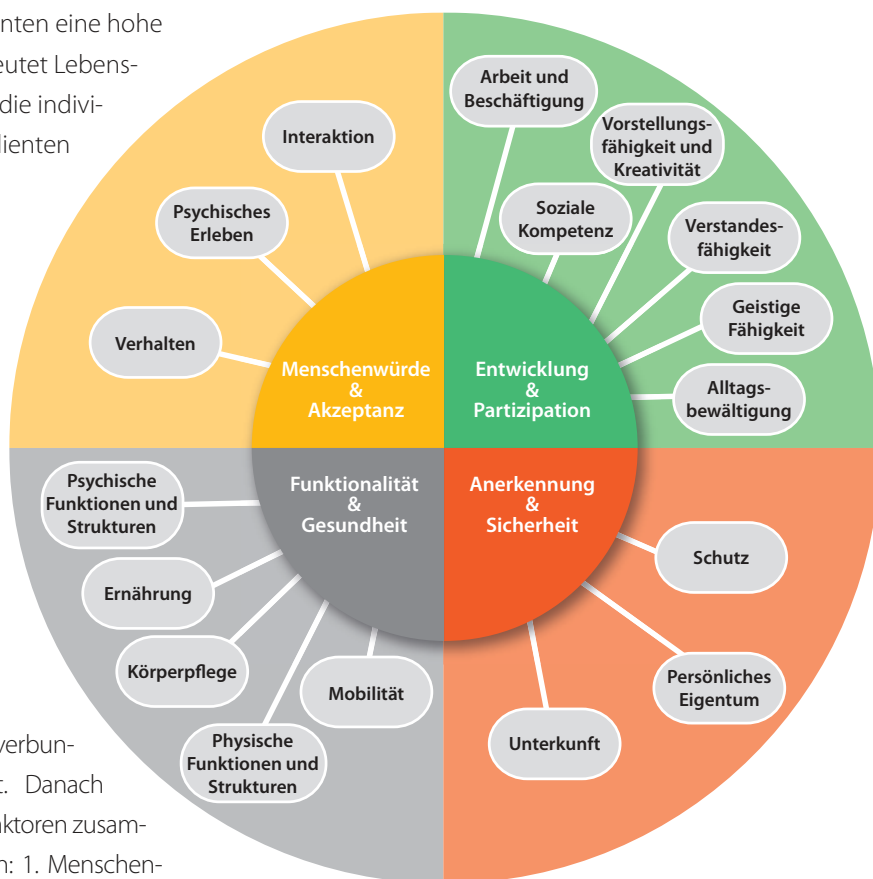 nten eine hohe
eutet Lebens-
die indivi-
lienten
Interaktion
Psychisches
Erleben
Verhalten
Menschenwürde
&
Akzeptanz
Arbeit und
Beschäftigung
Vorstellungs-
fähigkeit und
Kreativität
Soziale
Kompetenz
Verstandes-
fähigkeit
Geistige
Fähigkeit
Alltags-
bewältigung
Entwicklung
&
Partizipation
Funktionalität
&
Gesundheit
Psychische
Funktionen und
Strukturen
Ernährung
Körperpflege
Mobilität
Physische
Funktionen und
Strukturen
Anerkennung
&
Sicherheit
Schutz
Persönliches
Eigentum
Unterkunft
verbun-
t. Danach
aktoren zusam-
n: 1. Menschen-